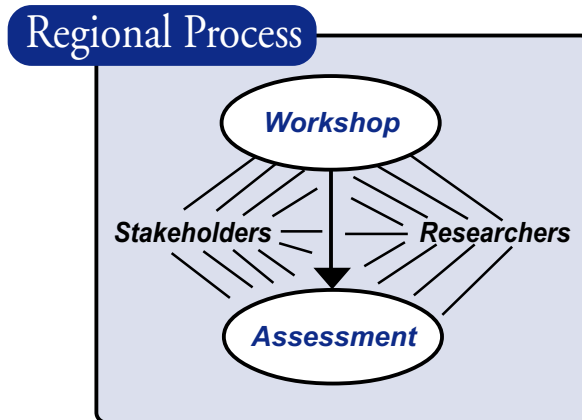 Regional Process
Workshop
Stakeholders
Researchers
Assessment